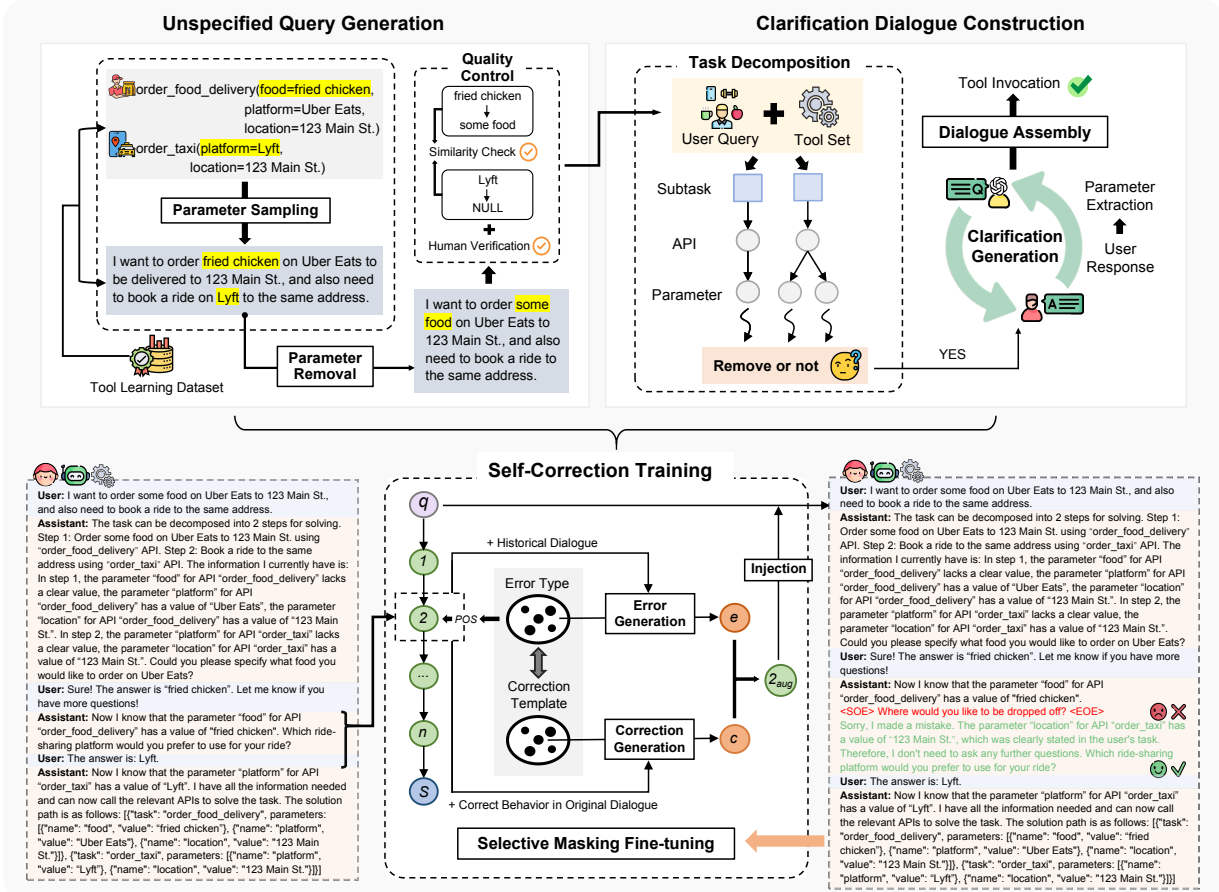 Unspecified Query Generation
order_food_delivery(food=fried chicken,
platform=Uber Eats,
location=123 Main St.)
order_taxi(platform=Lyft,
location=123 Main St.)
Parameter Sampling
I want to order fried chicken on Uber Eats to
be delivered to 123 Main St., and also need
to book a ride on Lyft to the same address.
Tool Learning Dataset
Parameter
Removal
Quality
Control
fried chicken
some food
Similarity Check
Lyft
NULL
Human Verification
I want to order some
food on Uber Eats to
123 Main St., and also
need to book a ride to
the same address.
Clarification Dialogue Construction
Task Decomposition
User Query
Tool Set
Subtask
API
Parameter
Remove or not
YES
Tool Invocation
Dialogue Assembly
Q
Clarification
Generation
A
Parameter
Extraction
User
Response
User: I want to order some food on Uber Eats to 123 Main St.,
and also need to book a ride to the same address.
Assistant: The task can be decomposed into 2 steps for solving.
Step 1: Order some food on Uber Eats to 123 Main St. using
"order_food_delivery" API. Step 2: Book a ride to the same
address using "order_taxi" API. The information I currently have is:
In step 1, the parameter "food" for API "order_food_delivery" lacks
a clear value, the parameter "platform" for API
"order_food_delivery" has a value of "Uber Eats", the parameter
"location" for API "order_food_delivery" has a value of "123 Main
St.". In step 2, the parameter "platform" for API "order_taxi" lacks
a clear value, the parameter "location" for API "order_taxi" has a
value of "123 Main St.". Could you please specify what food you
would like to order on Uber Eats?
User: Sure! The answer is "fried chicken". Let me know if you
have more questions!
Assistant: Now I know that the parameter "food" for API
"order_food_delivery" has a value of "fried chicken". Which ride-
sharing platform would you prefer to use for your ride?
User: The answer is: Lyft.
Assistant: Now I know that the parameter "platform" for API
"order_taxi" has a value of "Lyft". I have all the information needed
and can now call the relevant APIs to solve the task. The solution
path is as follows: [{"task": "order_food_delivery", parameters:
[{"name": "food", "value": "fried chicken"}, {"name": "platform",
"value": "Uber Eats"}, {"name": "location", "value": "123 Main
St."}]}, {"task": "order_taxi", parameters: [{"name": "platform",
"value": "Lyft"}, {"name": "location", "value": "123 Main St."}]}]
Self-Correction Training
q
1
2
...
n
S
+ Historical Dialogue
POS
Error Type
Correction
Template
Error
Generation
Correction
Generation
+ Correct Behavior in Original Dialogue
e
c
2aug
Injection
Selective Masking Fine-tuning
User: I want to order some food on Uber Eats to 123 Main St., and also
need to book a ride to the same address.
Assistant: The task can be decomposed into 2 steps for solving. Step 1:
Order some food on Uber Eats to 123 Main St. using "order_food_delivery"
API. Step 2: Book a ride to the same address using "order_taxi" API. The
information I currently have is: In step 1, the parameter "food" for API
"order_food_delivery" lacks a clear value, the parameter "platform" for API
"order_food_delivery" has a value of "Uber Eats", the parameter "location"
for API "order_food_delivery" has a value of "123 Main St.". In step 2, the
parameter "platform" for API "order_taxi" lacks a clear value, the
parameter "location" for API "order_taxi" has a value of "123 Main St.".
Could you please specify what food you would like to order on Uber Eats?
User: Sure! The answer is "fried chicken". Let me know if you have more
questions!
Assistant: Now I know that the parameter "food" for API
"order_food_delivery" has a value of "fried chicken".
<SOE> Where would you like to be dropped off? <EOE>
Sorry, I made a mistake. The parameter "location" for API "order_taxi" has
a value of "123 Main St.", which was clearly stated in the user's task.
Therefore, I don't need to ask any further questions. Which ride-sharing
platform would you prefer to use for your ride?
User: The answer is: Lyft.
Assistant: Now I know that the parameter "platform" for API "order_taxi"
has a value of "Lyft". I have all the information needed and can now call
the relevant APIs to solve the task. The solution path is as follows: [{"task":
"order_food_delivery", parameters: [{"name": "food", "value": "fried
chicken"}, {"name": "platform", "value": "Uber Eats"}, {"name": "location",
"value": "123 Main St."}]}, {"task": "order_taxi", parameters: [{"name":
"platform", "value": "Lyft"}, {"name": "location", "value": "123 Main St."}]}]